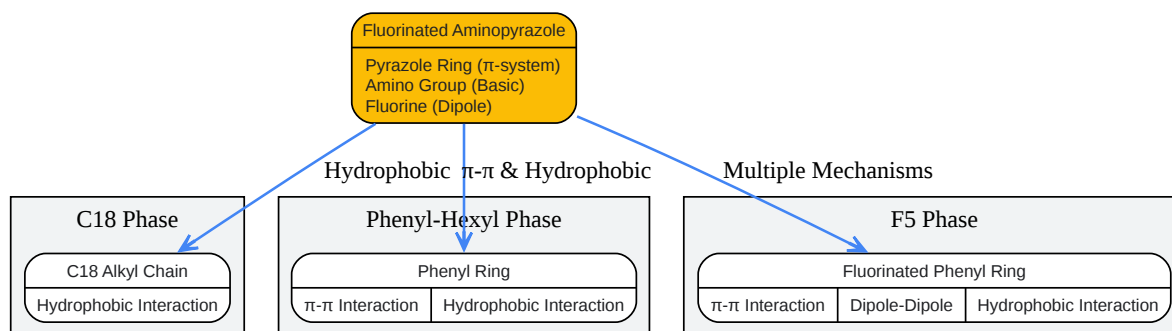 Fluorinated Aminopyrazole
Pyrazole Ring (π-system)
Amino Group (Basic)
Fluorine (Dipole)
Hydrophobic π-π & Hydrophobic Multiple Mechanisms
C18 Phase Phenyl-Hexyl Phase F5 Phase
C18 Alkyl Chain Phenyl Ring Fluorinated Phenyl Ring
Hydrophobic Interaction π-π Interaction Hydrophobic Interaction π-π Interaction Dipole-Dipole Hydrophobic Interaction